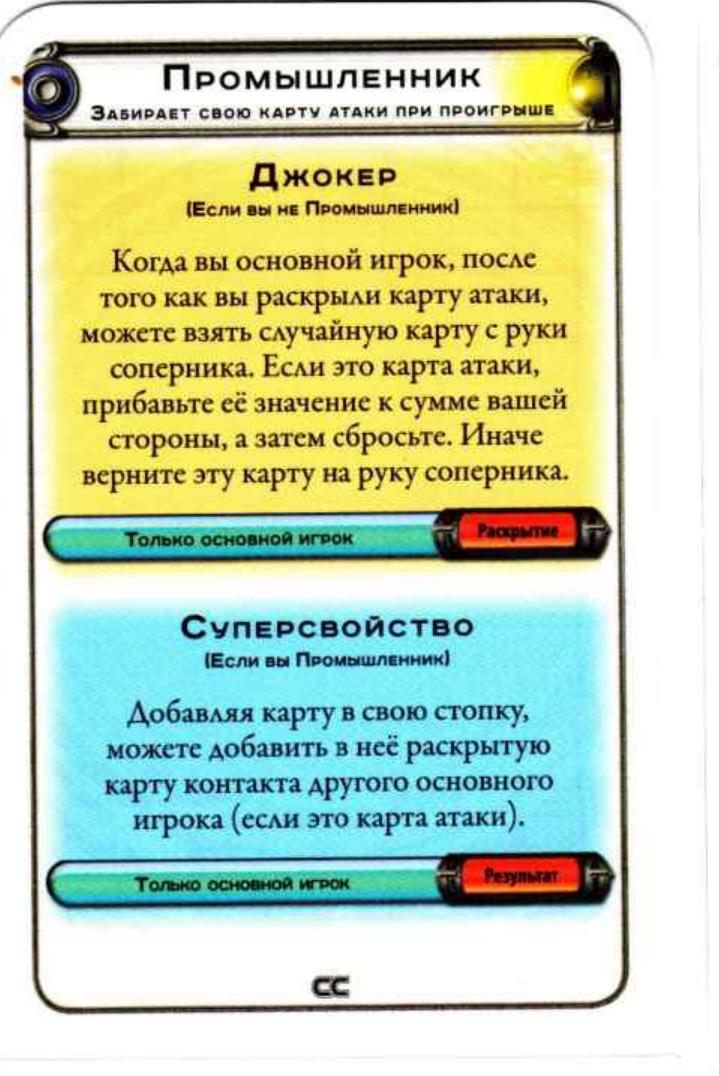 Промышленник
Забирает свою карту атаки при проигрыше
Джокер
(Если вы не Промышленник)
Когда вы основной игрок, после
того как вы раскрыли карту атаки,
можете взять случайную карту с руки
соперника. Если это карта атаки,
прибавьте её значение к сумме вашей
стороны, а затем сбросьте. Иначе
верните эту карту на руку соперника.
Только основной игрок
Раскрытие
Суперсвойство
(Если вы Промышленник)
Добавляя карту в свою стопку,
можете добавить в неё раскрытую
карту контакта другого основного
игрока (если это карта атаки).
Только основной игрок
Результат
CC